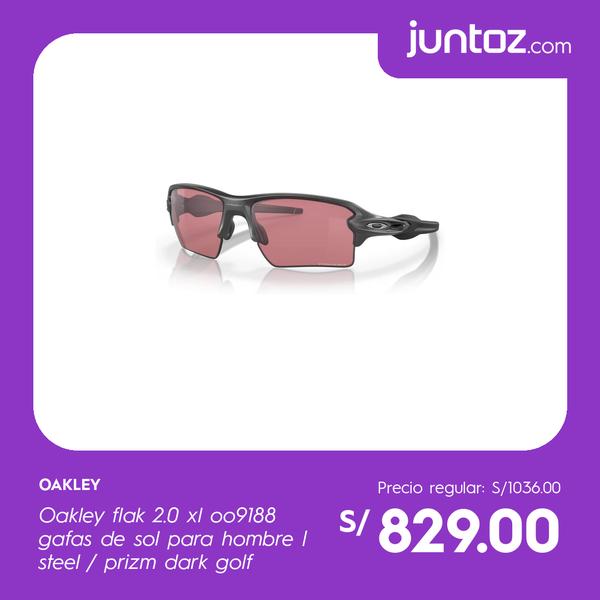 juntoz.com
OAKLEY
Oakley flak 2.0 xl oo9188
gafas de sol para hombre |
steel / prizm dark golf
Precio regular: S/1036.00
S/ 829.00